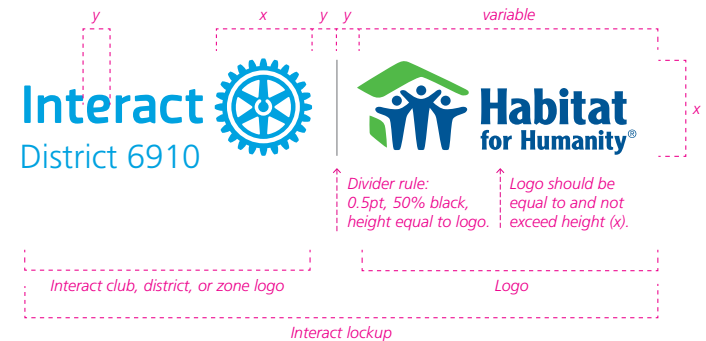 y
x
y
y
variable
Interact
District 6910
Habitat
for Humanity®
x
Divider rule:
0.5pt, 50% black,
height equal to logo.
Logo should be
equal to and not
exceed height (x).
Interact club, district, or zone logo
Logo
Interact lockup